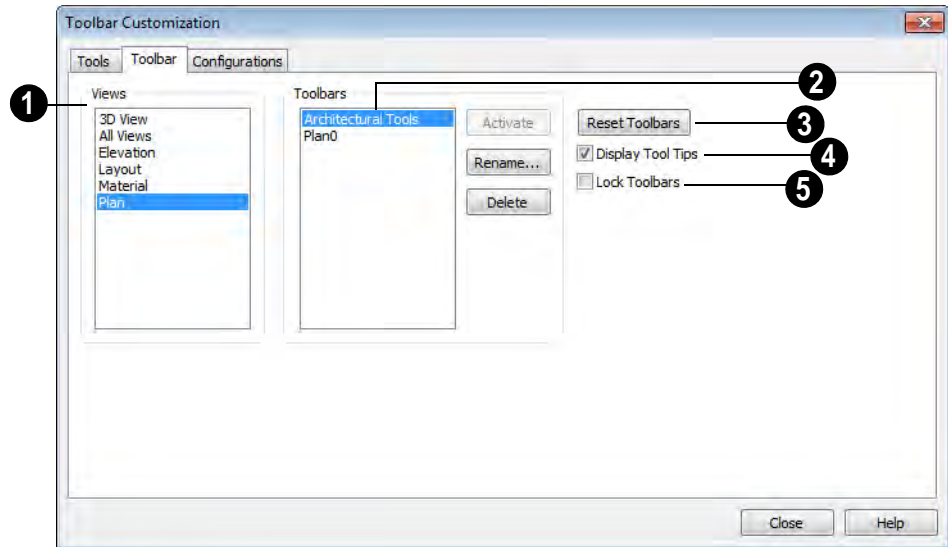 Toolbar Customization
Tools
Toolbar
Configurations
1
Views
3D View
All Views
Elevation
Layout
Material
Plan
Toolbars
2
Architectural Tools
Plan0
Activate
Rename...
Delete
Reset Toolbars
3
Display Tool Tips
4
Lock Toolbars
5
Close
Help